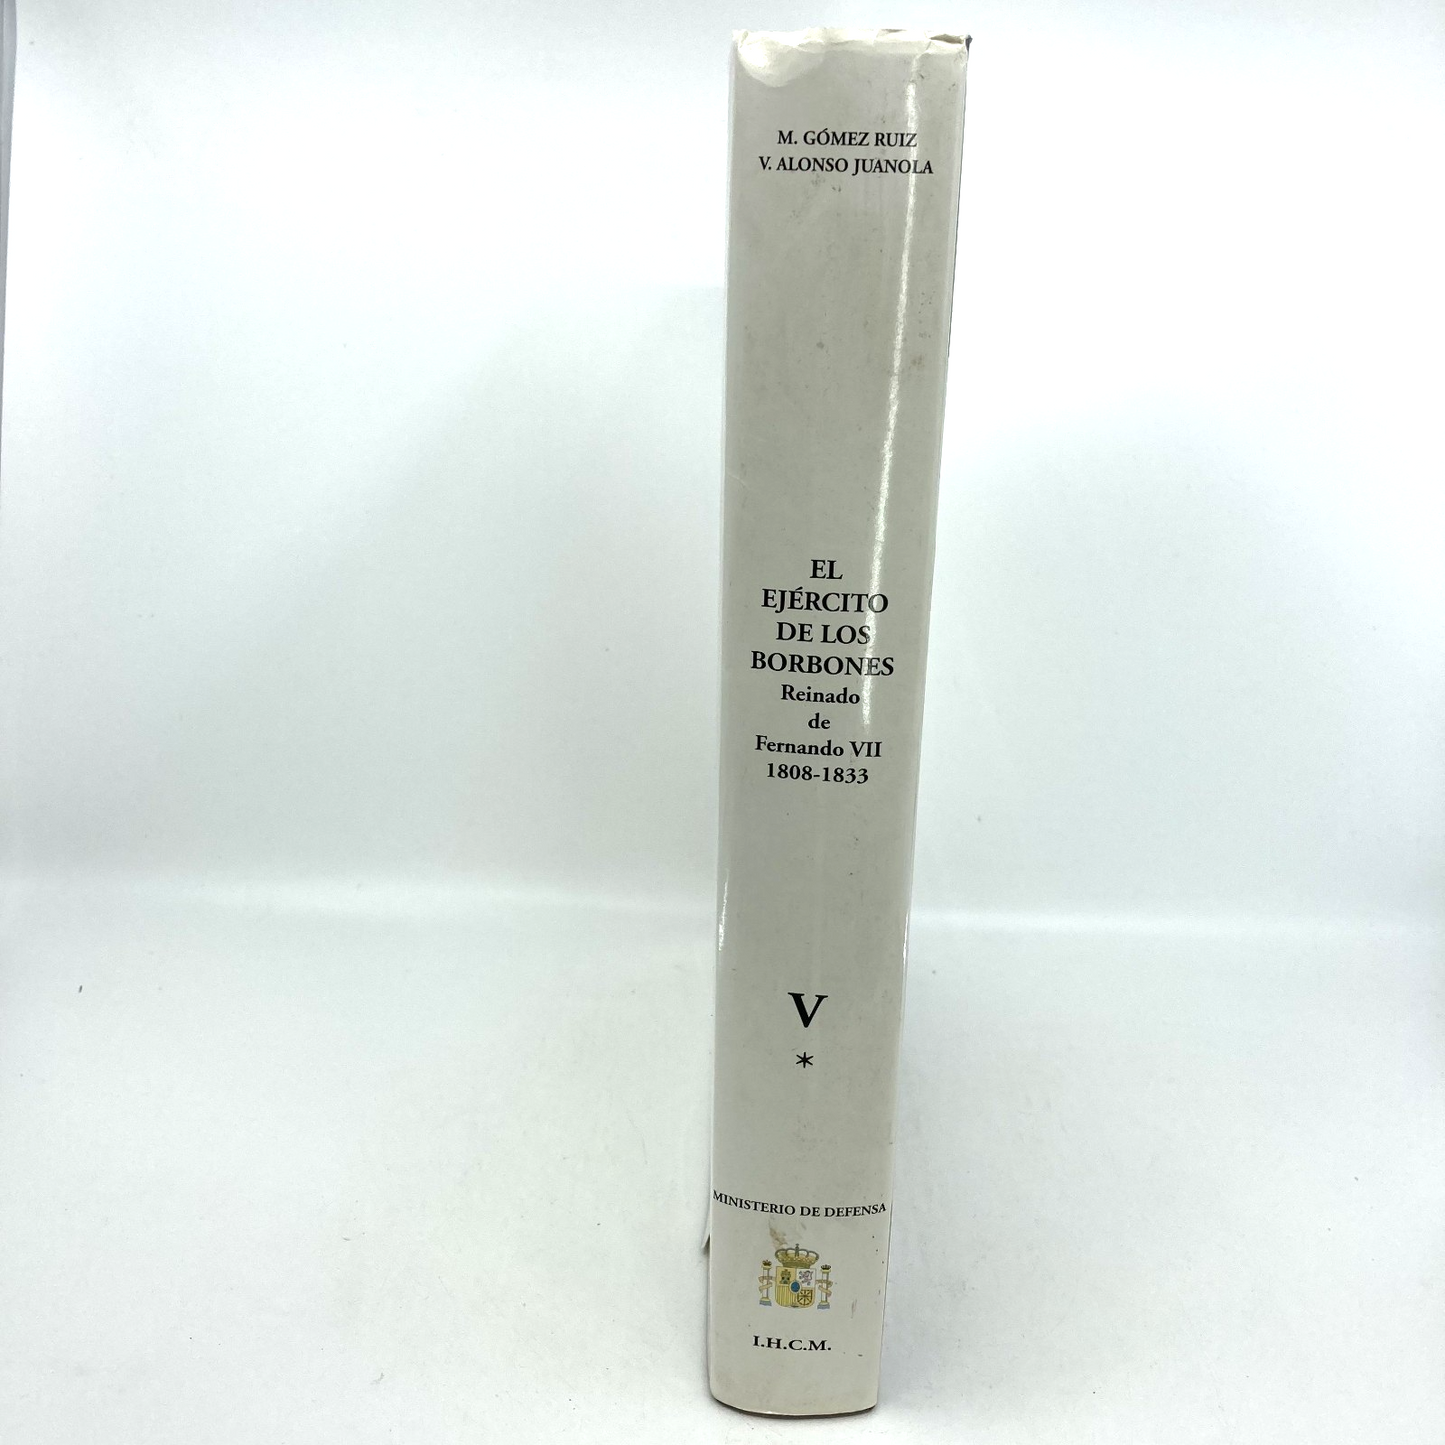 M. GÓMEZ RUIZ
V. ALONSO JUANOLA
EL
EJÉRCITO
DE LOS
BORBONES
Reinado
de
Fernando VII
1808-1833
V
*
MINISTERIO DE DEFENSA
I.H.C.M.